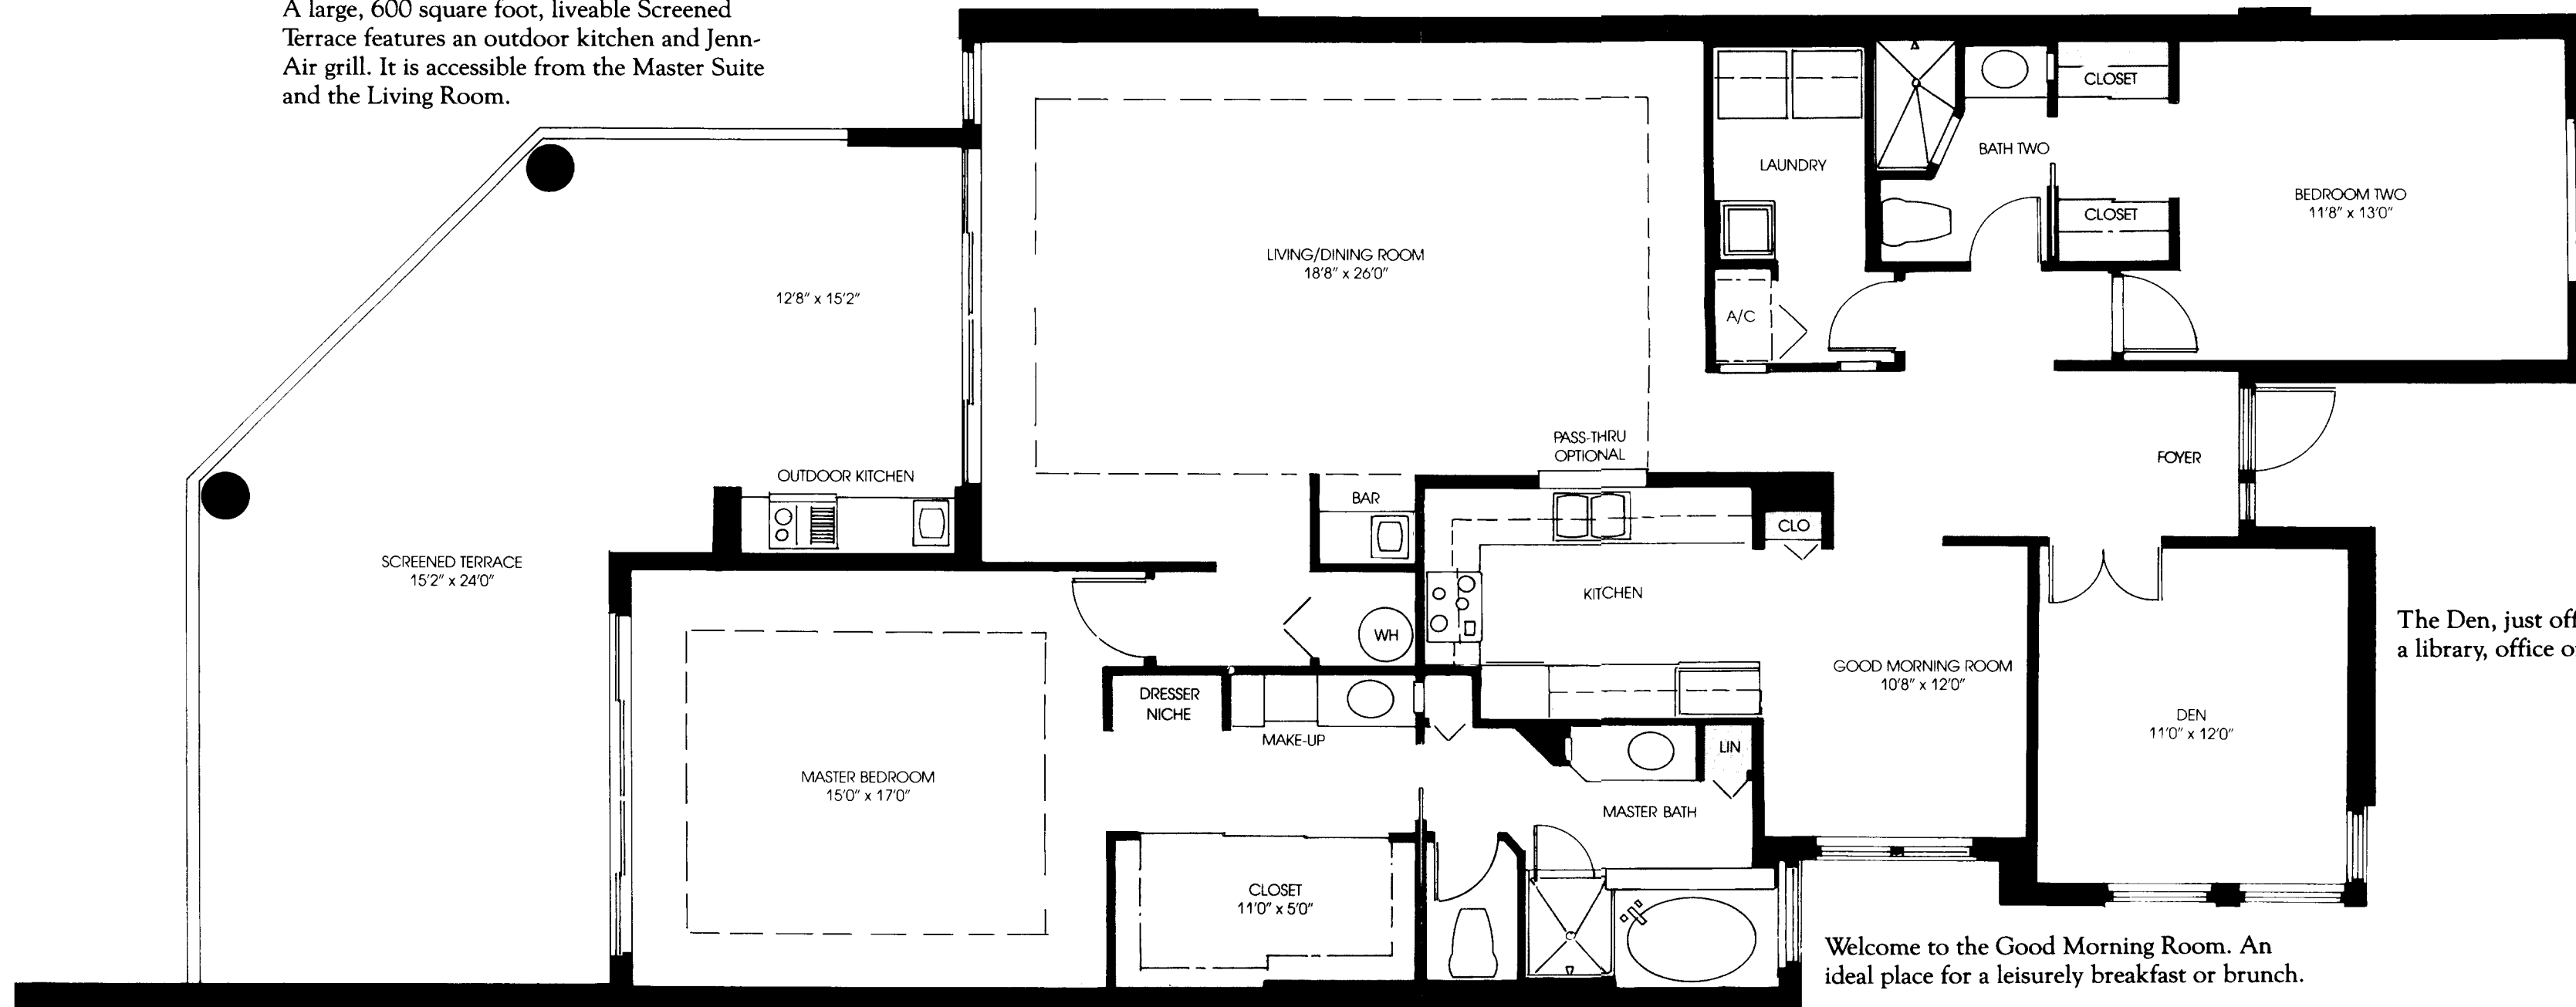 A large, 600 square foot, liveable Screened
Terrace features an outdoor kitchen and Jenn-
Air grill. It is accessible from the Master Suite
and the Living Room.
CLOSET
BATH TWO
LAUNDRY
BEDROOM TWO
11'8" x 13'0"
CLOSET
LIVING/DINING ROOM
18'8" x 26'0"
12'8" x 15'2"
A/C
PASS-THRU
OPTIONAL
FOYER
OUTDOOR KITCHEN
BAR
CLO
SCREENED TERRACE
15'2" x 24'0"
KITCHEN
WH
The Den, just off
a library, office
GOOD MORNING ROOM
10'8" x 12'0"
DRESSER
NICHE
MAKE-UP
DEN
11'0" x 12'0"
LIN
MASTER BEDROOM
15'0" x 17'0"
MASTER BATH
CLOSET
11'0" x 5'0"
Welcome to the Good Morning Room. An
ideal place for a leisurely breakfast or brunch.